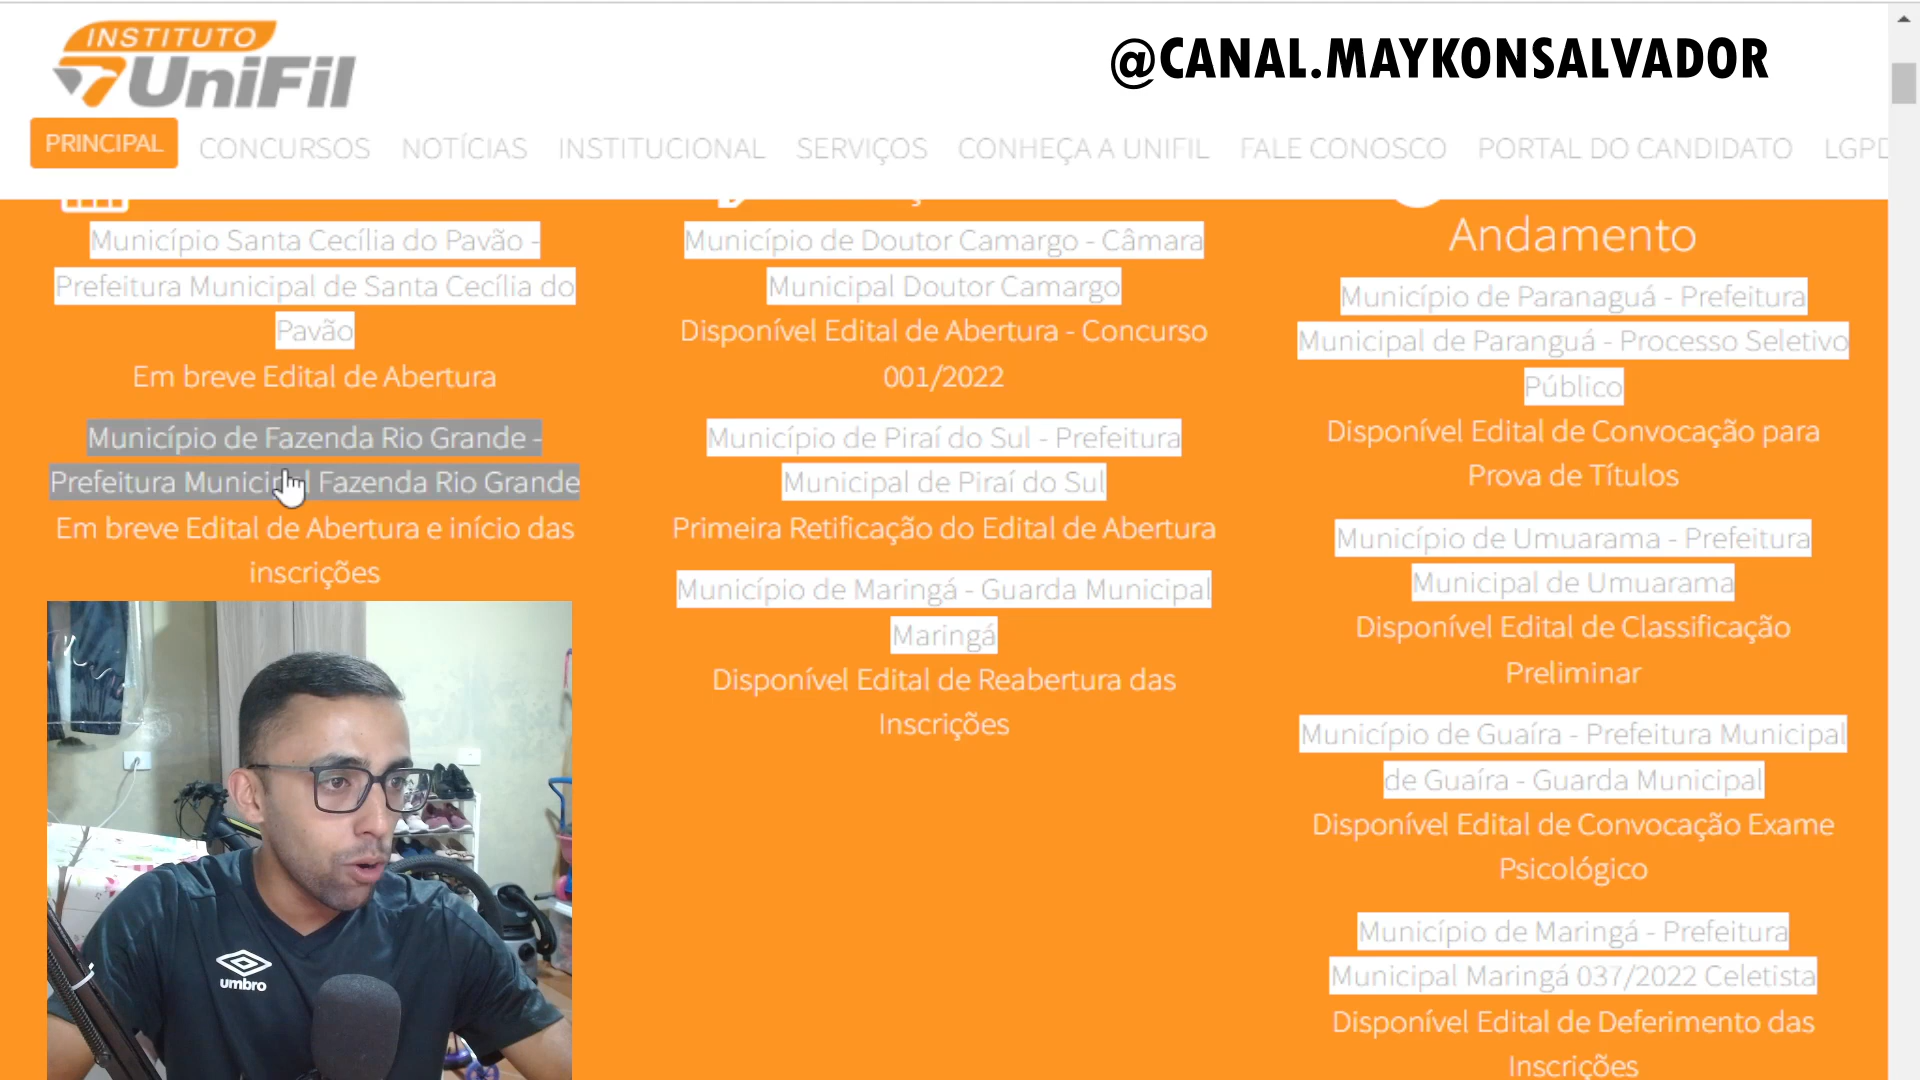 INSTITUTO
UniFil
@CANAL.MAYKONSALVADOR
PRINCIPAL
CONCURSOS
NOTÍCIAS
INSTITUCIONAL
SERVIÇOS
CONHEÇA A UNIFIL
FALE CONOSCO
PORTAL DO CANDIDATO
LGPD
Município Santa Cecília do Pavão -
Prefeitura Municipal de Santa Cecília do
Pavão
Em breve Edital de Abertura
Município de Fazenda Rio Grande -
Prefeitura Municipal Fazenda Rio Grande
Em breve Edital de Abertura e início das
inscrições
Município de Doutor Camargo - Câmara
Municipal Doutor Camargo
Disponível Edital de Abertura - Concurso
001/2022
Município de Piraí do Sul - Prefeitura
Municipal de Piraí do Sul
Primeira Retificação do Edital de Abertura
Município de Maringá - Guarda Municipal
Maringá
Disponível Edital de Reabertura das
Inscrições
Andamento
Município de Paranaguá - Prefeitura
Municipal de Paranguá - Processo Seletivo
Público
Disponível Edital de Convocação para
Prova de Títulos
Município de Umuarama - Prefeitura
Municipal de Umuarama
Disponível Edital de Classificação
Preliminar
Município de Guaíra - Prefeitura Municipal
de Guaíra - Guarda Municipal
Disponível Edital de Convocação Exame
Psicológico
Município de Maringá - Prefeitura
Municipal Maringá 037/2022 Celetista
Disponível Edital de Deferimento das
Inscrições
umbro